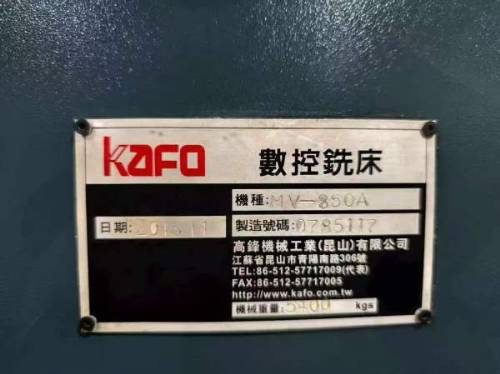 KAFO
數控銑床
機種:MV-850A
日期:
製造號碼:0785117
高鋒機械工業(昆山)有限公司
江蘇省昆山市青陽南路306號
TEL:86-512-57717009(代表)
FAX:86-512-57717005
http://www.kafo.com.tw
機械重量:5400 kgs